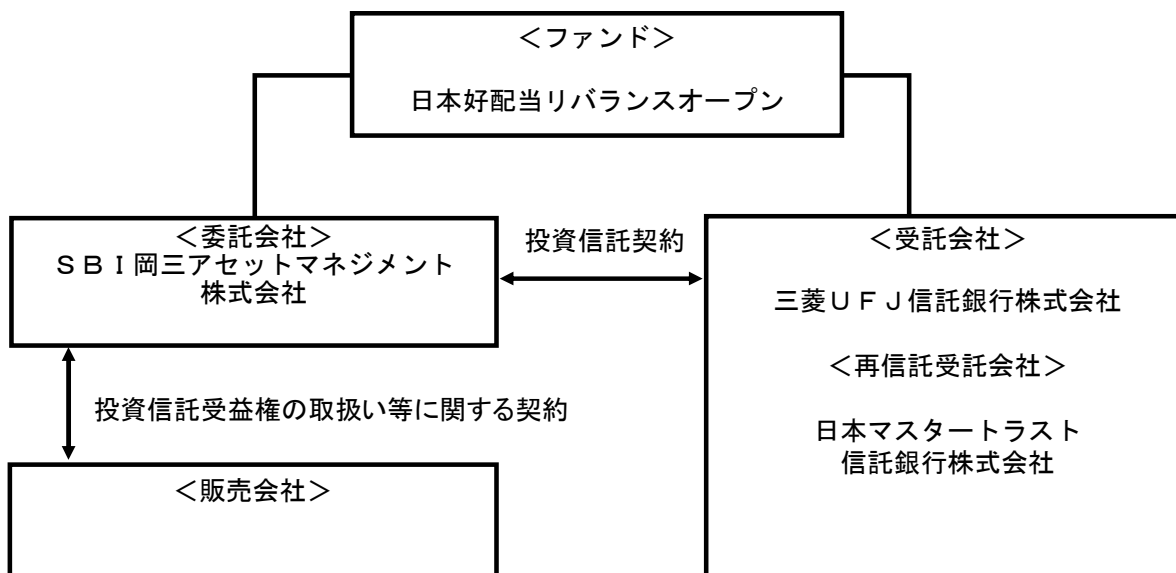 ＜ファンド＞
日本好配当リバランスオープン
＜委託会社＞
ＳＢＩ岡三アセットマネジメント
株式会社
投資信託契約
＜受託会社＞
三菱ＵＦＪ信託銀行株式会社
＜再信託受託会社＞
日本マスタートラスト
信託銀行株式会社
投資信託受益権の取扱い等に関する契約
＜販売会社＞